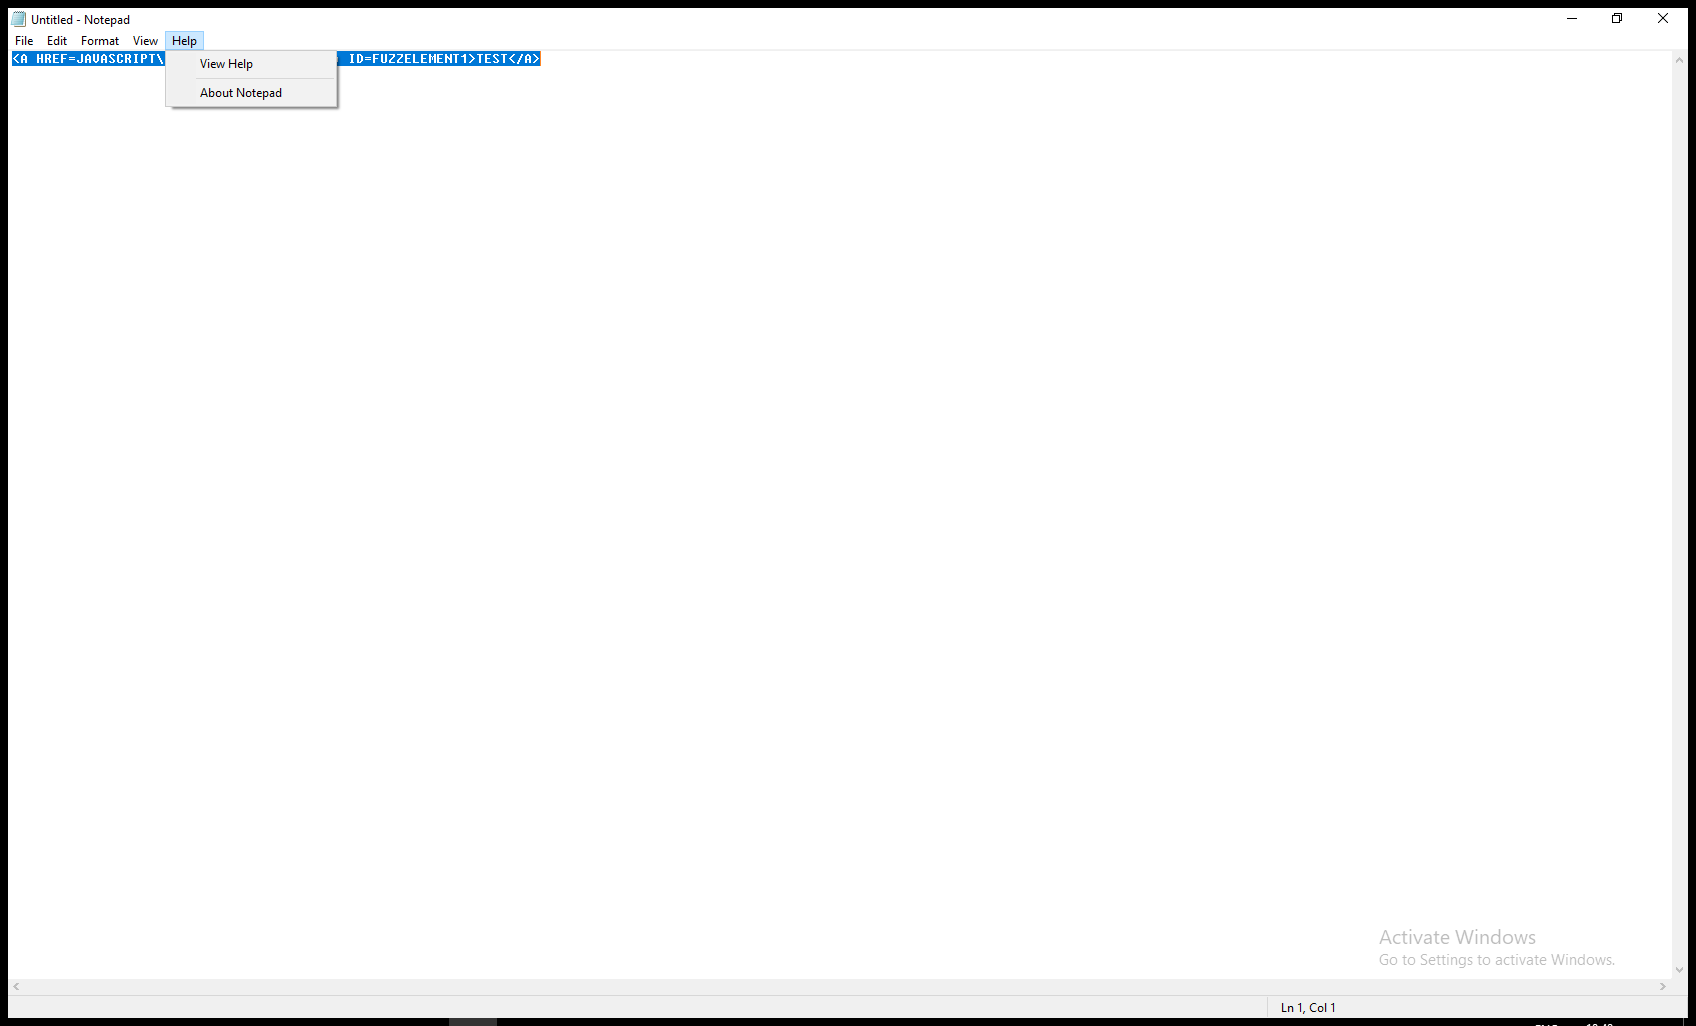 Untitled - Notepad
File Edit Format View Help
<A HREF=JAVASCRIPT\ ID=FUZZELEMENT1>TEST</A>
View Help
About Notepad
Activate Windows
Go to Settings to activate Windows.
Ln 1, Col 1